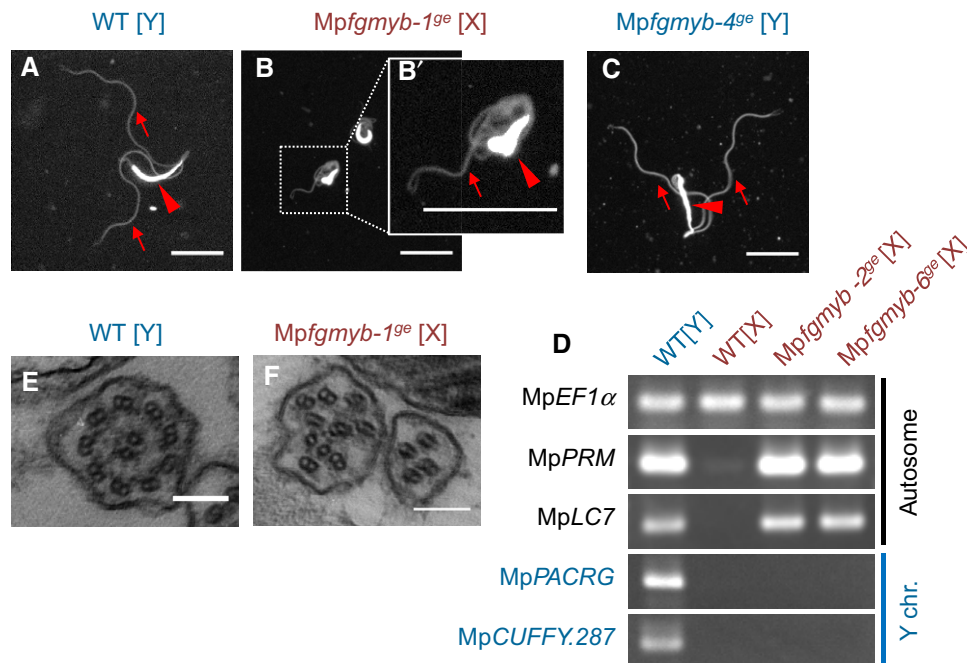 WT [Y]
Mpfgmyb-1ge [X]
Mpfgmyb-4ge [Y]
A
B
B′
C
WT [Y]
Mpfgmyb-1ge [X]
E
F
D
WT[Y]
WT[X]
Mpfgmyb -2ge [X]
Mpfgmyb-6ge [X]
MpEF1α
MpPRM
MpLC7
MpPACRG
MpCUFFY.287
Autosome
Y chr.